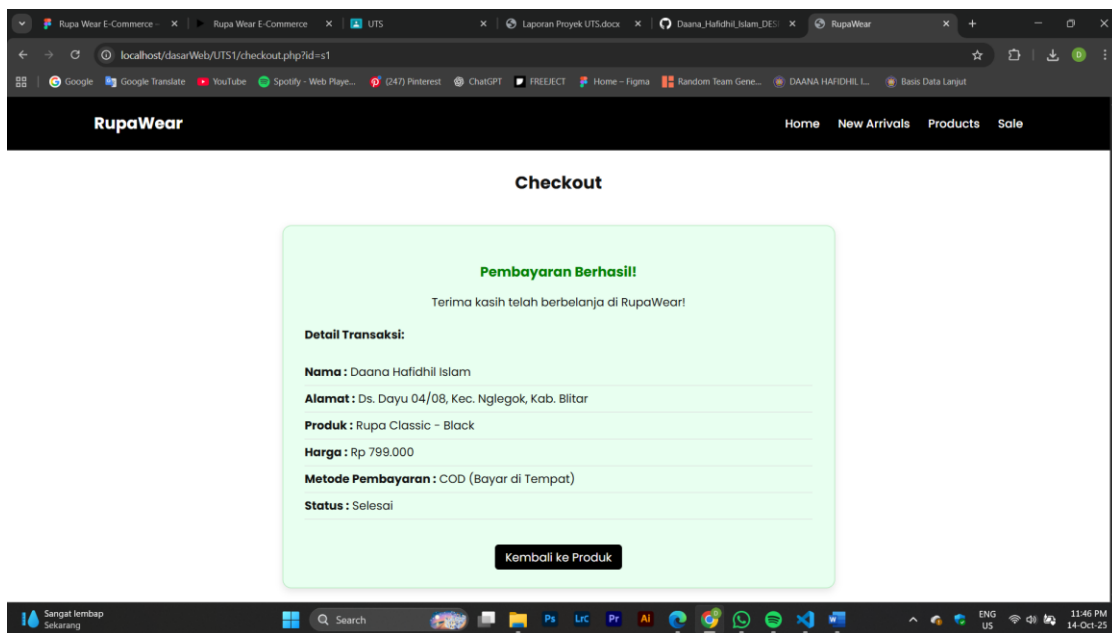 Rupa Wear E-Commerce –
Rupa Wear E-Commerce
UTS
Laporan Proyek UTS.docx
Daana_Hafidhil_Islam_DES
RupaWear
localhost/dasarWeb/UTS1/checkout.php?id=s1
D
Google
Google Translate
YouTube
Spotify - Web Playe...
(247) Pinterest
ChatGPT
FREEJECT
Home – Figma
Random Team Gene...
DAANA HAFIDHIL I...
Basis Data Lanjut
RupaWear
Home New Arrivals Products Sale
Checkout
Pembayaran Berhasil!
Terima kasih telah berbelanja di RupaWear!
Detail Transaksi:
Nama : Daana Hafidhil Islam
Alamat : Ds. Dayu 04/08, Kec. Nglegok, Kab. Blitar
Produk : Rupa Classic - Black
Harga : Rp 799.000
Metode Pembayaran : COD (Bayar di Tempat)
Status : Selesai
Kembali ke Produk
Sangat lembap
Sekarang
Search
Ps
Lrc
Pr
Ai
ENG
US
11:46 PM
14-Oct-25